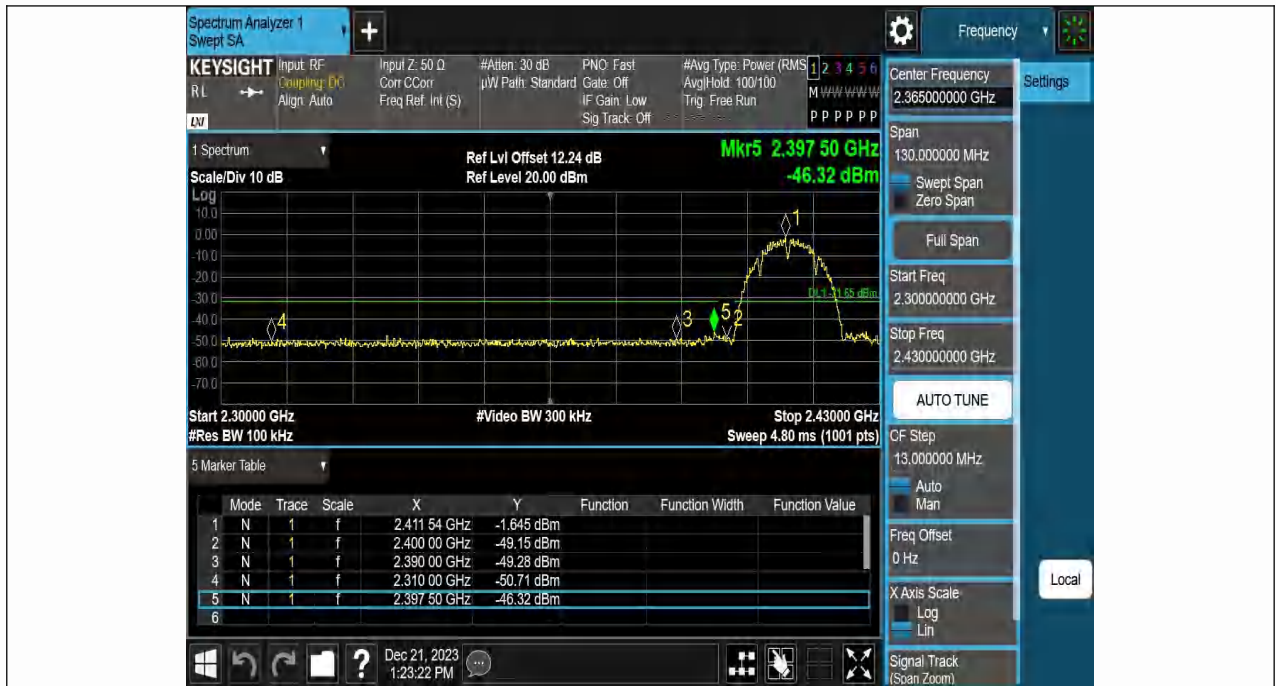 Spectrum Analyzer 1
Swept SA
+
Frequency
KEYSIGHT
RL
LXI
Input: RF
Coupling: DC
Align: Auto
Input Z: 50 Ω
Corr CCorr
Freq Ref: Int (S)
#Atten: 30 dB
µW Path: Standard
PNO: Fast
Gate: Off
IF Gain: Low
Sig Track: Off
#Avg Type: Power (RMS
Avg|Hold: 100/100
Trig: Free Run
1 2 3 4 5 6
M W W W W W
P P P P P P
1 Spectrum
Scale/Div 10 dB
Ref Lvl Offset 12.24 dB
Ref Level 20.00 dBm
Mkr5 2.397 50 GHz
-46.32 dBm
Log
10.0
0.00
-10.0
-20.0
-30.0
-40.0
-50.0
-60.0
-70.0
1
DL1 -31.65 dBm
4
3
5
2
Start 2.30000 GHz
#Video BW 300 kHz
Stop 2.43000 GHz
#Res BW 100 kHz
Sweep 4.80 ms (1001 pts)
5 Marker Table
Mode Trace Scale X Y Function Function Width Function Value
1 N 1 f 2.411 54 GHz -1.645 dBm
2 N 1 f 2.400 00 GHz -49.15 dBm
3 N 1 f 2.390 00 GHz -49.28 dBm
4 N 1 f 2.310 00 GHz -50.71 dBm
5 N 1 f 2.397 50 GHz -46.32 dBm
6
?
Dec 21, 2023
1:23:22 PM
Center Frequency
2.365000000 GHz
Settings
Span
130.000000 MHz
Swept Span
Zero Span
Full Span
Start Freq
2.300000000 GHz
Stop Freq
2.430000000 GHz
AUTO TUNE
CF Step
13.000000 MHz
Auto
Man
Freq Offset
0 Hz
X Axis Scale
Log
Lin
Local
Signal Track
(Span Zoom)